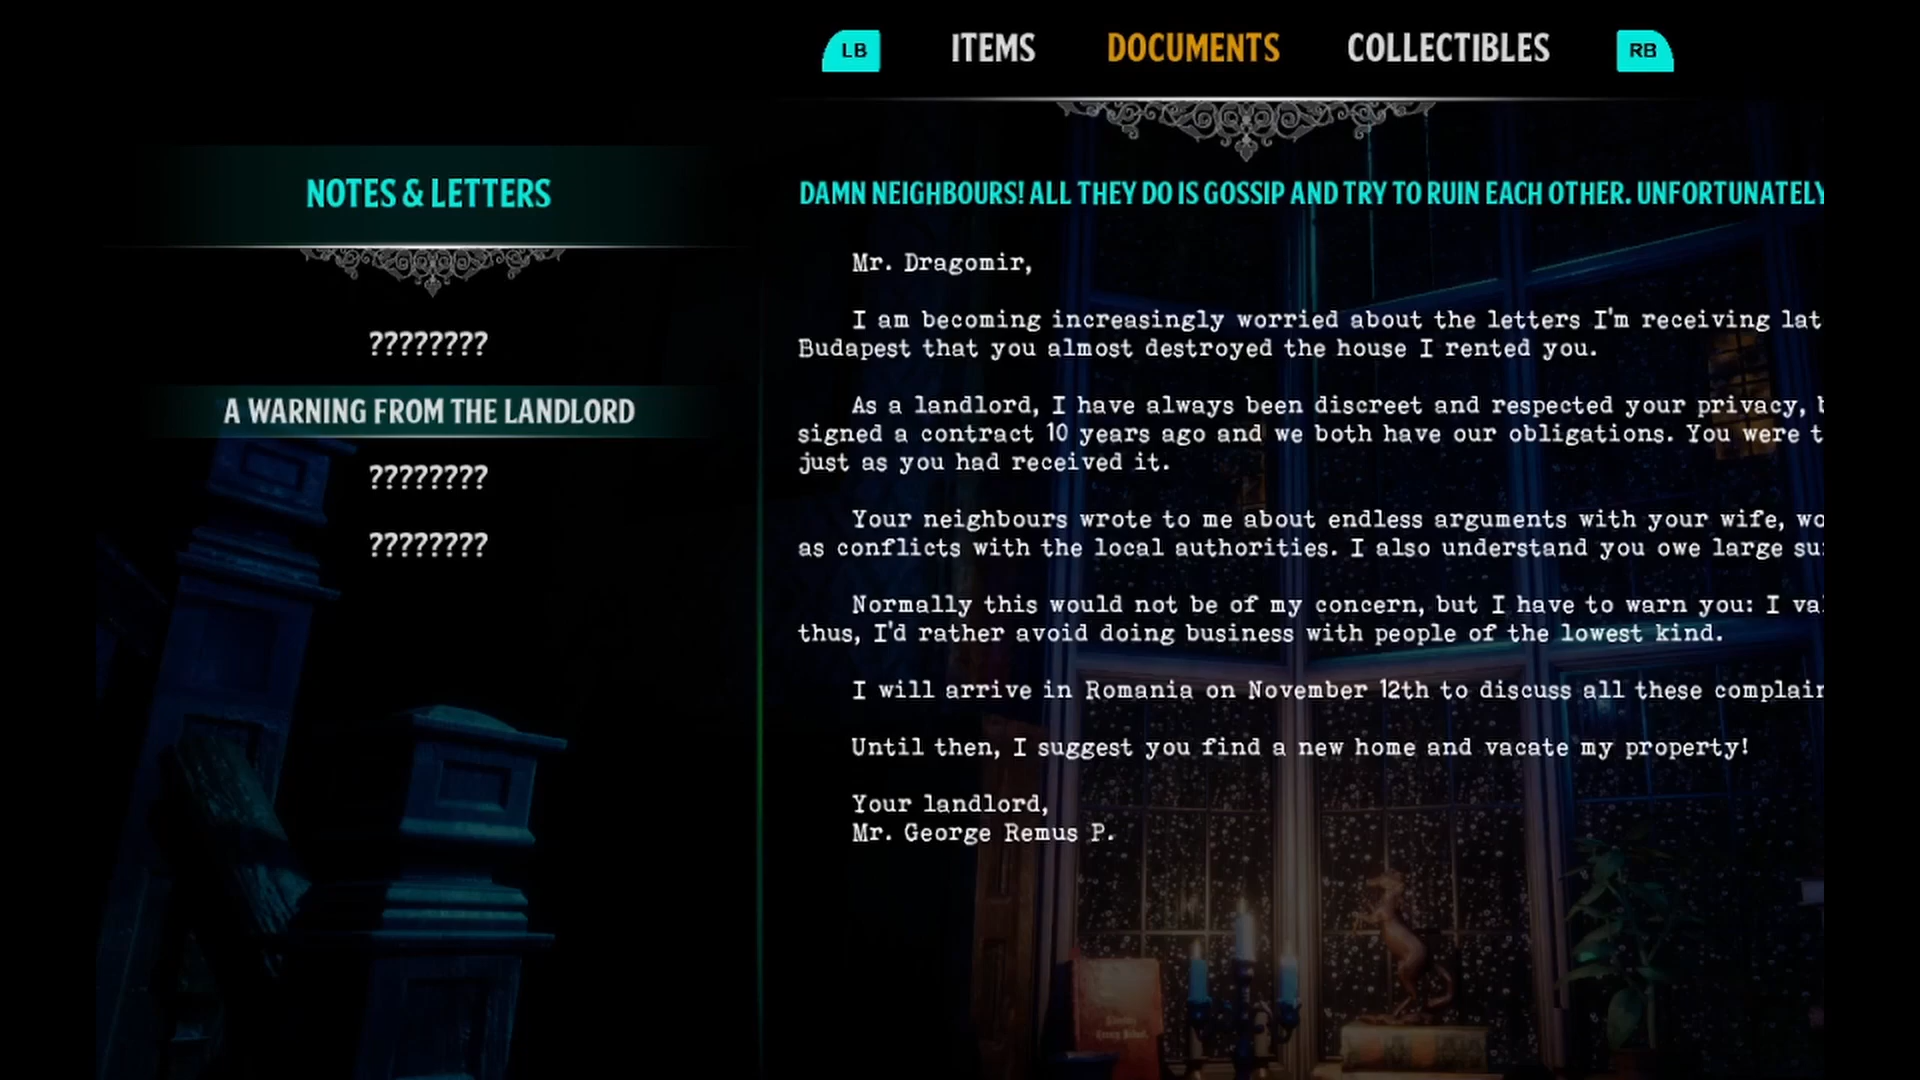 LB ITEMS DOCUMENTS COLLECTIBLES RB
NOTES & LETTERS
????????
A WARNING FROM THE LANDLORD
????????
????????
DAMN NEIGHBOURS! ALL THEY DO IS GOSSIP AND TRY TO RUIN EACH OTHER. UNFORTUNATELY
Mr. Dragomir,
I am becoming increasingly worried about the letters I'm receiving lat
Budapest that you almost destroyed the house I rented you.
As a landlord, I have always been discreet and respected your privacy,
signed a contract 10 years ago and we both have our obligations. You were t
just as you had received it.
Your neighbours wrote to me about endless arguments with your wife, wo
as conflicts with the local authorities. I also understand you owe large su
Normally this would not be of my concern, but I have to warn you: I va
thus, I'd rather avoid doing business with people of the lowest kind.
I will arrive in Romania on November 12th to discuss all these complain
Until then, I suggest you find a new home and vacate my property!
Your landlord,
Mr. George Remus P.